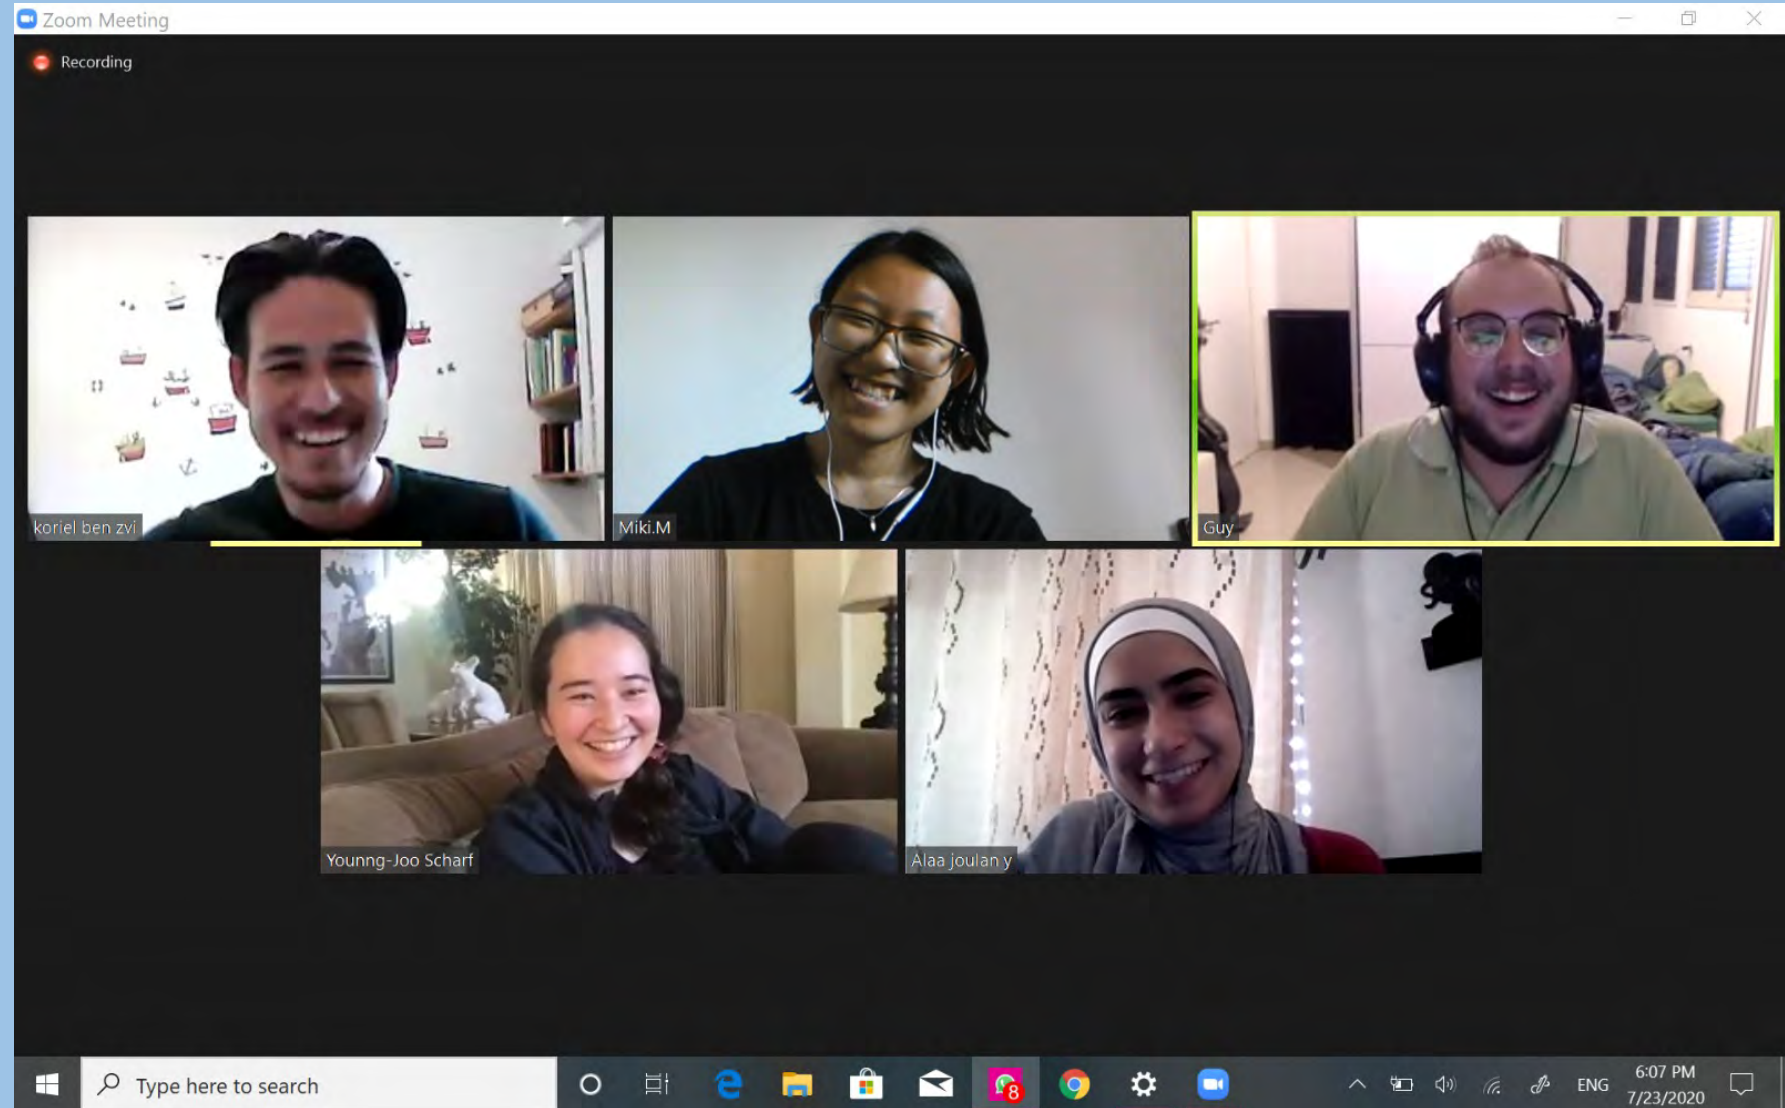 Zoom Meeting
Recording
koriel ben zvi
Miki.M
Guy
Younng-Joo Scharf
Alaa joulan y
Type here to search
8
ENG
6:07 PM
7/23/2020